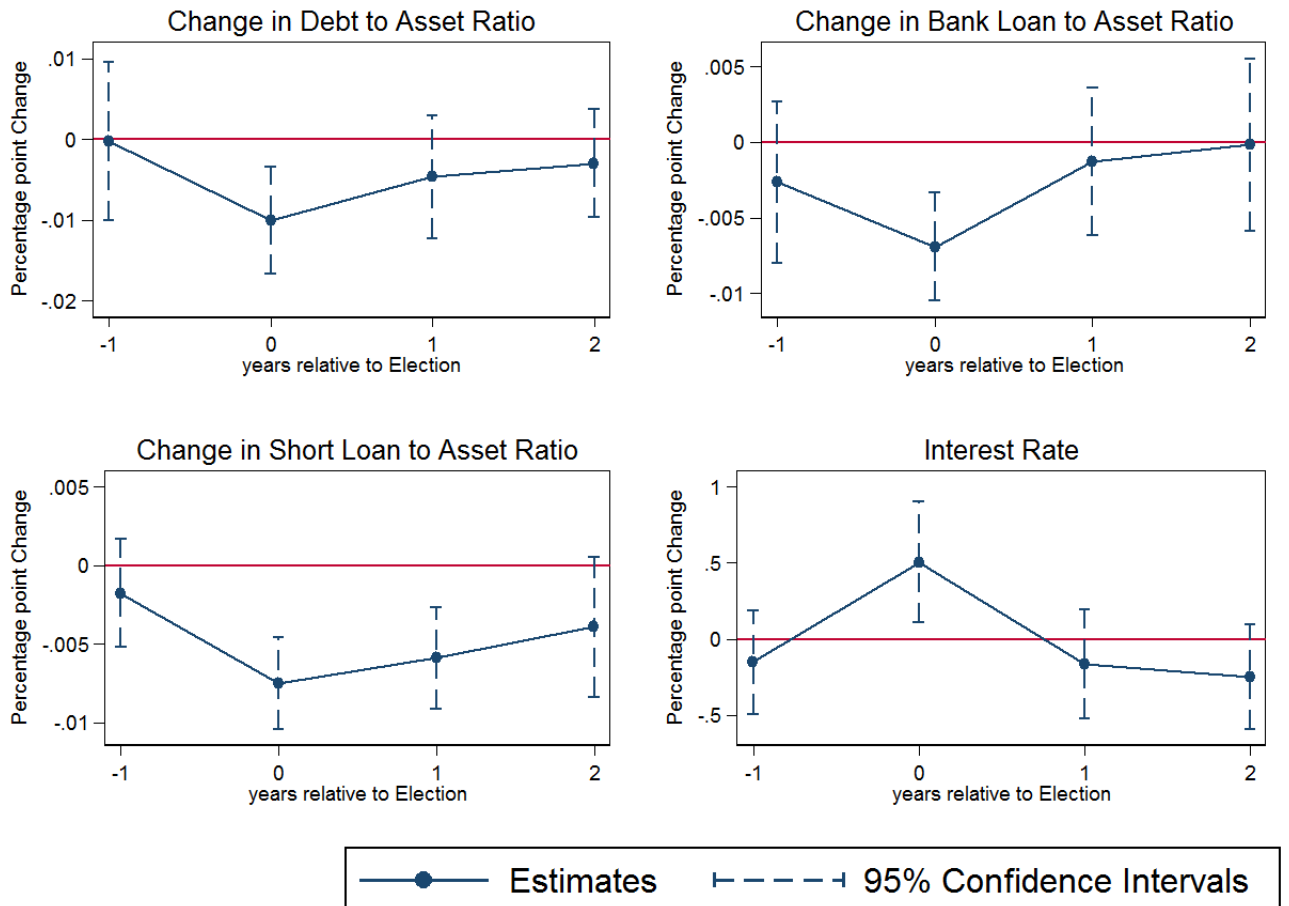 Change in Debt to Asset Ratio
Percentage point Change
.01
0
-.01
-.02
-1 0 1 2
years relative to Election
Change in Bank Loan to Asset Ratio
Percentage point Change
.005
0
-.005
-.01
-1 0 1 2
years relative to Election
Change in Short Loan to Asset Ratio
Percentage point Change
.005
0
-.005
-.01
-1 0 1 2
years relative to Election
Interest Rate
Percentage point Change
1
.5
0
-.5
-1 0 1 2
years relative to Election
Estimates 95% Confidence Intervals